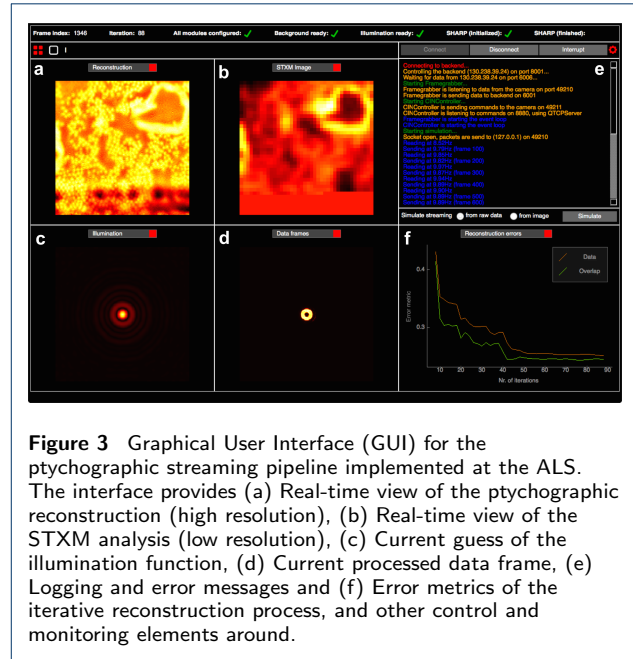 Frame index: 1346 Iteration: 88 All modules configured: ✓ Background ready: ✓ Illumination ready: ✓ SHARP (initialized): ✓ SHARP (finished):
Connect Disconnect Interrupt
a Reconstruction
b STXM Image
e
Connecting to backend...
Controlling the backend (130.238.39.24) on port 6001...
Waiting for data from 130.238.39.24 on port 6006...
Starting Framegrabber...
Framegrabber is listening to data from the camera on port 49210
Framegrabber is sending data to backend on 6001
Starting CINController...
CINController is sending commands to the camera on 49211
CINController is listening to commands on 8880, using QTCPServer
Starting simulation...
Socket open, packets are send to (127.0.0.1) on 49210
Simulate streaming from raw data from image Simulate
c Illumination
d Data frames
f Reconstruction errors
Data
Overlap
0.4
0.3
Error metric
10 20 30 40 50 60 70 80 90
Nr. of iterations
Figure 3 Graphical User Interface (GUI) for the
ptychographic streaming pipeline implemented at the ALS.
The interface provides (a) Real-time view of the ptychographic
reconstruction (high resolution), (b) Real-time view of the
STXM analysis (low resolution), (c) Current guess of the
illumination function, (d) Current processed data frame, (e)
Logging and error messages and (f) Error metrics of the
iterative reconstruction process, and other control and
monitoring elements around.